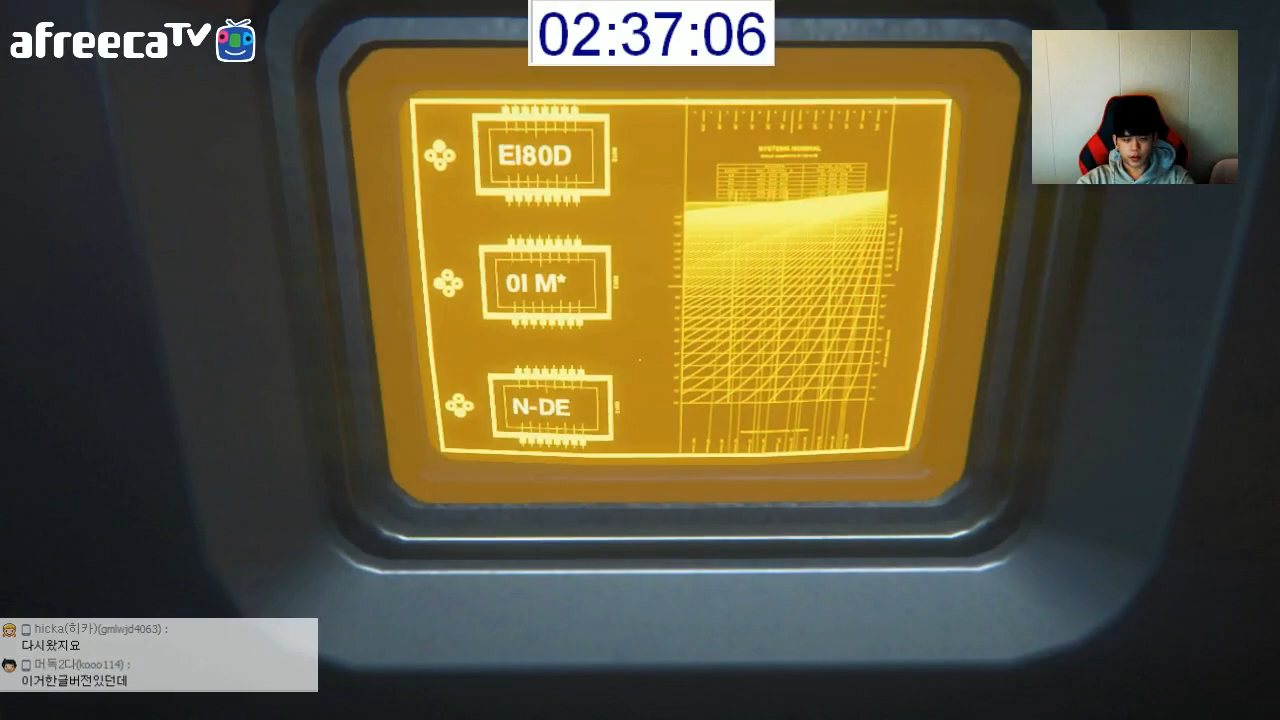 afreecaTV
02:37:06
EI80D
0I M*
N-DE
SYSTEMS NOMINAL
hicka(히카)(gmlwjd4063) :
다시왔지요
머독2다(kooo114) :
이거한글버전있던데